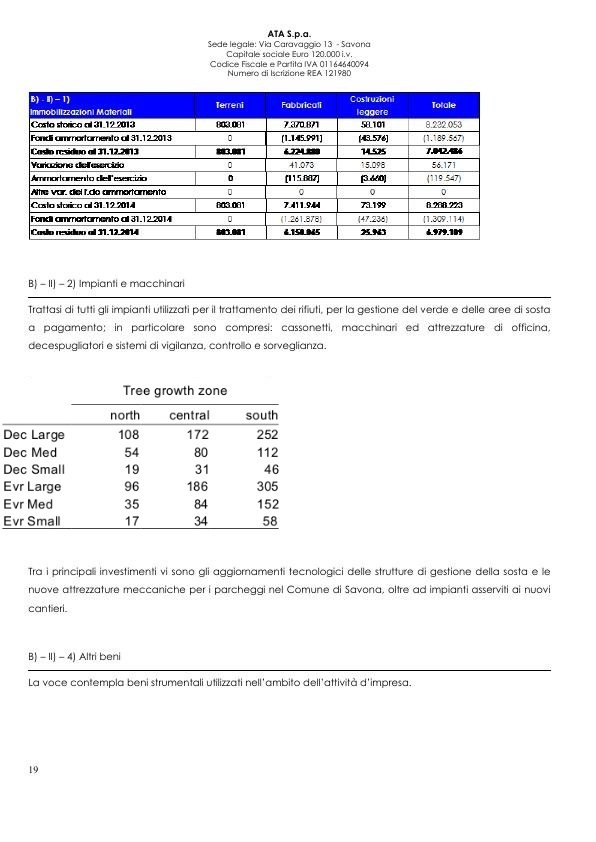 ATA S.p.a.
Sede legale: Via Caravaggio 13 - Savona
Capitale sociale Euro 120.000 i.v.
Codice Fiscale e Partita IVA 01164640094
Numero di Iscrizione REA 121980
B) - II) – 1)
Immobilizzazioni Materiali Terreni Fabbricati Costruzioni leggere Totale
Costo storico al 31.12.2013 803.081 7.370.871 58.101 8.232.053
Fondi ammortamento al 31.12.2013 0 (1.145.991) (43.576) (1.189.567)
Costo residuo al 31.12.2013 803.081 6.224.880 14.525 7.042.486
Variazione dell'esercizio 0 41.073 15.098 56.171
Ammortamento dell'esercizio 0 (115.887) (3.660) (119.547)
Altre var. del f.do ammortamento 0 0 0 0
Costo storico al 31.12.2014 803.081 7.411.944 73.199 8.288.223
Fondi ammortamento al 31.12.2014 0 (1.261.878) (47.236) (1.309.114)
Costo residuo al 31.12.2014 803.081 6.150.065 25.963 6.979.109
B) – II) – 2) Impianti e macchinari
Trattasi di tutti gli impianti utilizzati per il trattamento dei rifiuti, per la gestione del verde e delle aree di sosta
a pagamento; in particolare sono compresi: cassonetti, macchinari ed attrezzature di officina,
decespugliatori e sistemi di vigilanza, controllo e sorveglianza.
Tree growth zone
north central south
Dec Large 108 172 252
Dec Med 54 80 112
Dec Small 19 31 46
Evr Large 96 186 305
Evr Med 35 84 152
Evr Small 17 34 58
Tra i principali investimenti vi sono gli aggiornamenti tecnologici delle strutture di gestione della sosta e le
nuove attrezzature meccaniche per i parcheggi nel Comune di Savona, oltre ad impianti asserviti ai nuovi
cantieri.
B) – II) – 4) Altri beni
La voce contempla beni strumentali utilizzati nell'ambito dell'attività d'impresa.
19